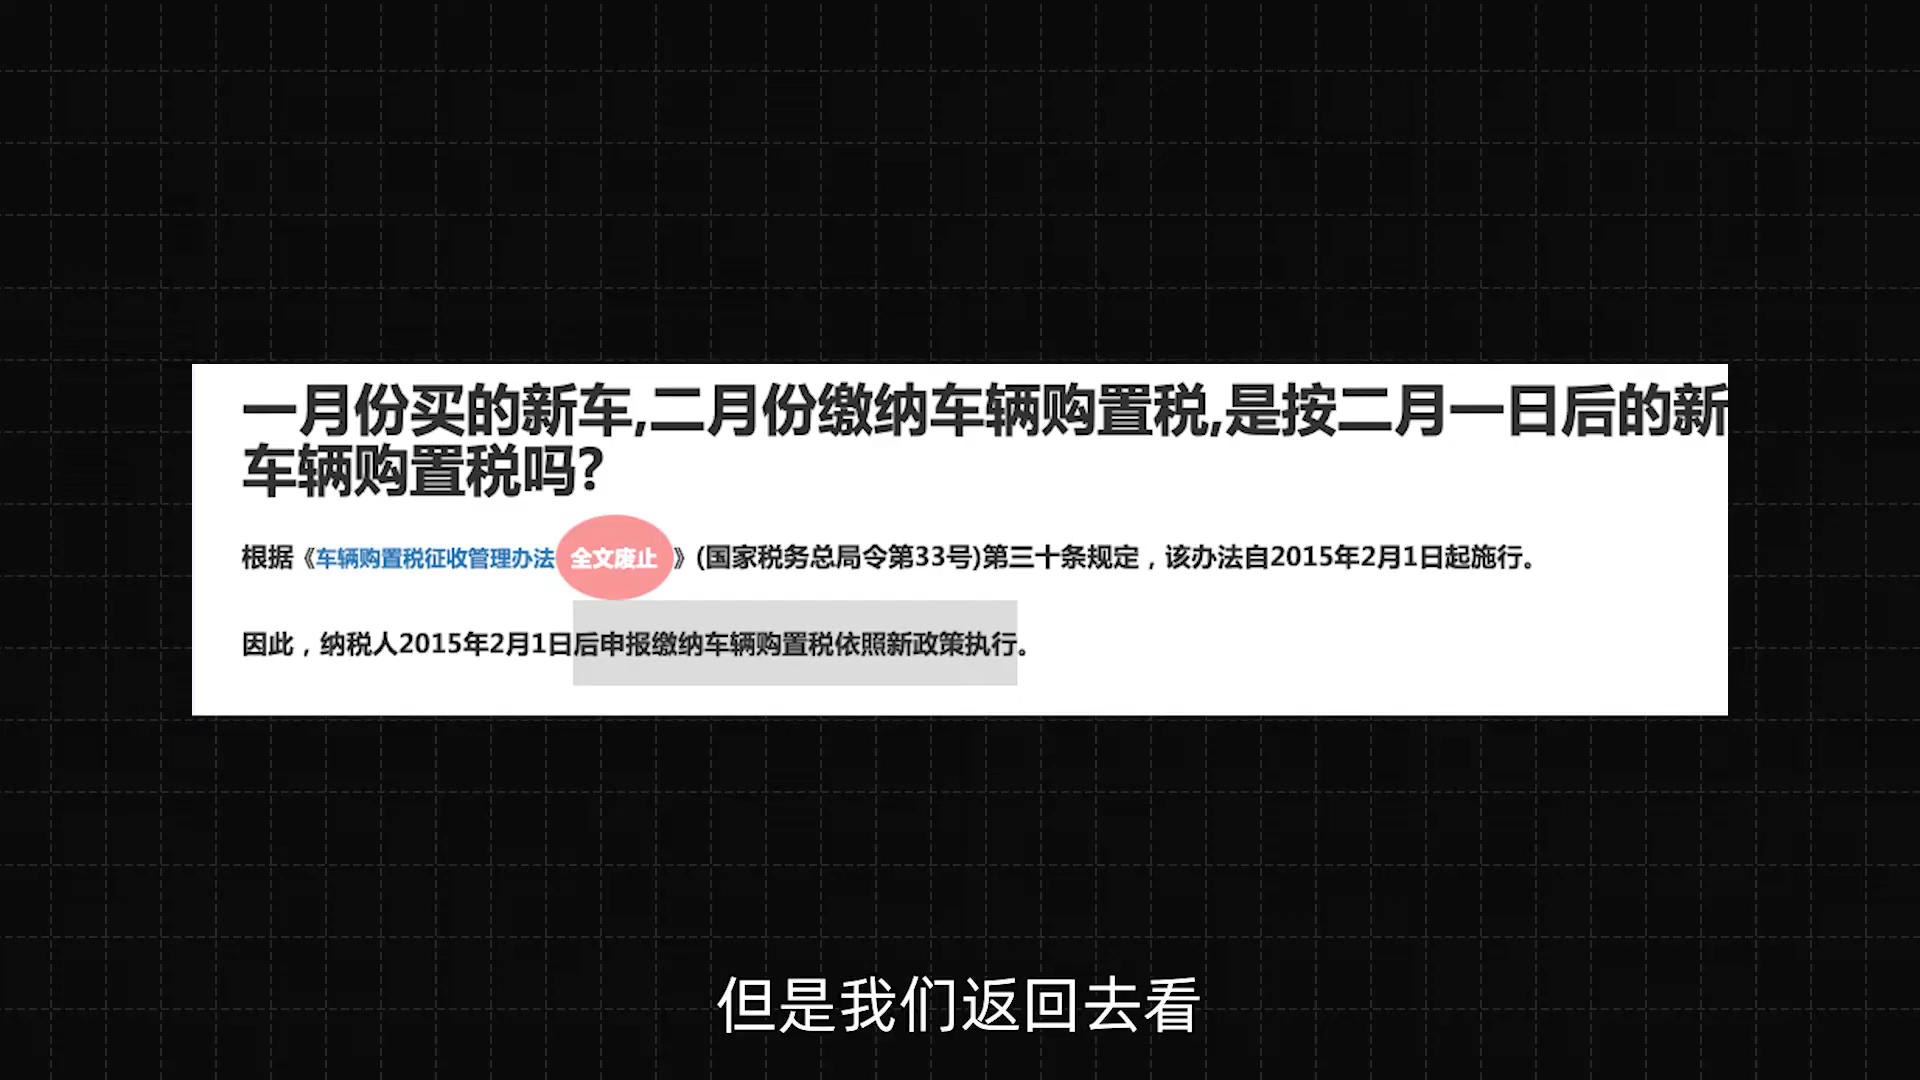 一月份买的新车,二月份缴纳车辆购置税,是按二月一日后的新
车辆购置税吗?
根据《车辆购置税征收管理办法 全文废止 》(国家税务总局令第33号)第三十条规定，该办法自2015年2月1日起施行。
因此，纳税人2015年2月1日后申报缴纳车辆购置税依照新政策执行。
但是我们返回去看